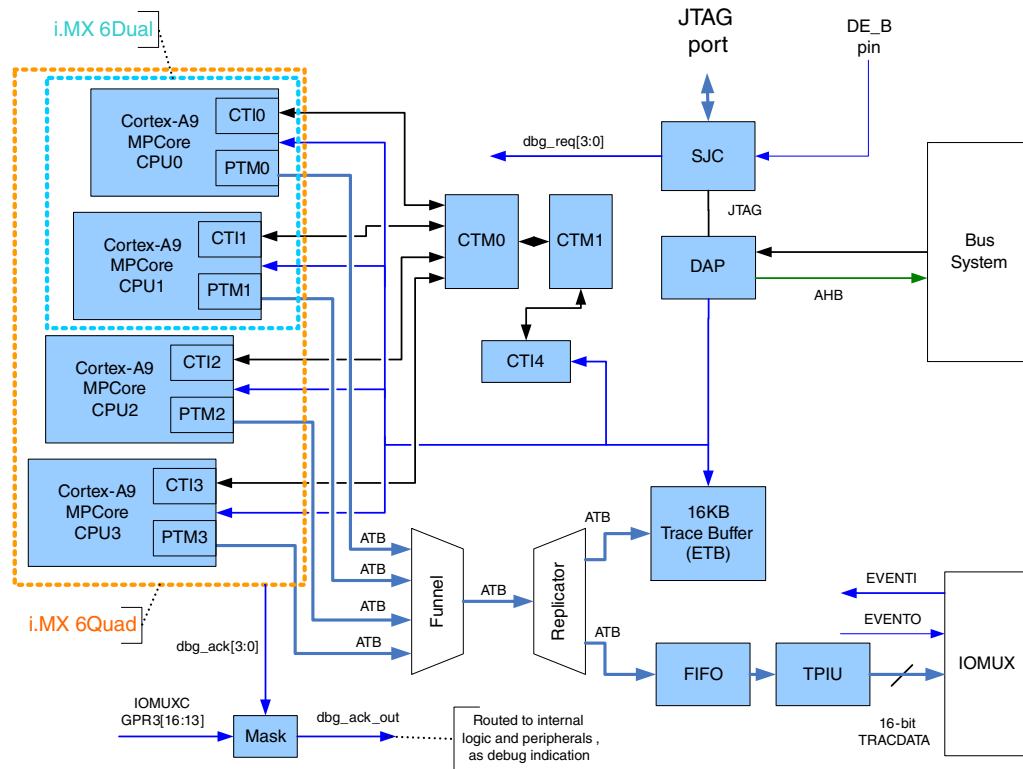 i.MX 6Dual
JTAG
port
DE_B
pin
Cortex-A9
MPCore
CPU0
CTI0
PTM0
dbg_req[3:0]
SJC
JTAG
Cortex-A9
MPCore
CPU1
CTI1
PTM1
CTM0
CTM1
DAP
AHB
Bus
System
Cortex-A9
MPCore
CPU2
CTI2
PTM2
CTI4
Cortex-A9
MPCore
CPU3
CTI3
PTM3
16KB
Trace Buffer
(ETB)
ATB
ATB
ATB
ATB
Funnel
ATB
Replicator
ATB
ATB
EVENTI
EVENTO
IOMUX
FIFO
TPIU
16-bit
TRACDATA
i.MX 6Quad
dbg_ack[3:0]
IOMUXC
GPR3[16:13]
Mask
dbg_ack_out
Routed to internal
logic and peripherals ,
as debug indication